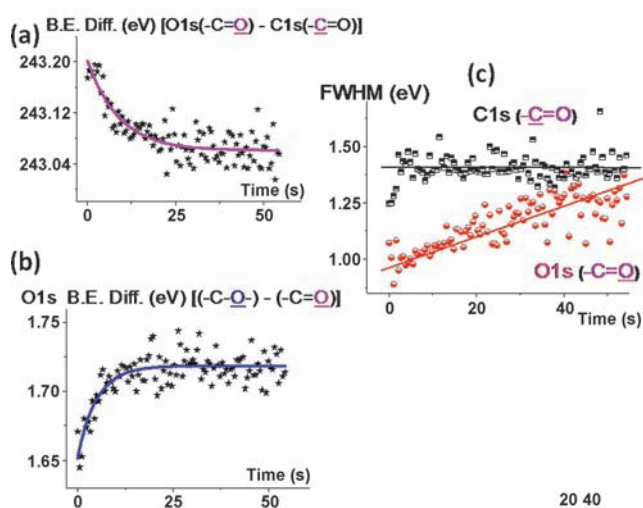 (a)
B.E. Diff. (eV) [O1s(-C=O) - C1s(-C=O)]
243.20
243.12
243.04
Time (s)
0 25 50
(b)
O1s B.E. Diff. (eV) [(-C-O-) - (-C=O)]
1.75
1.70
1.65
Time (s)
0 25 50
(c)
FWHM (eV)
C1s (-C=O)
1.50
1.25
1.00
O1s (-C=O)
0 20 40
Time (s)
20 40